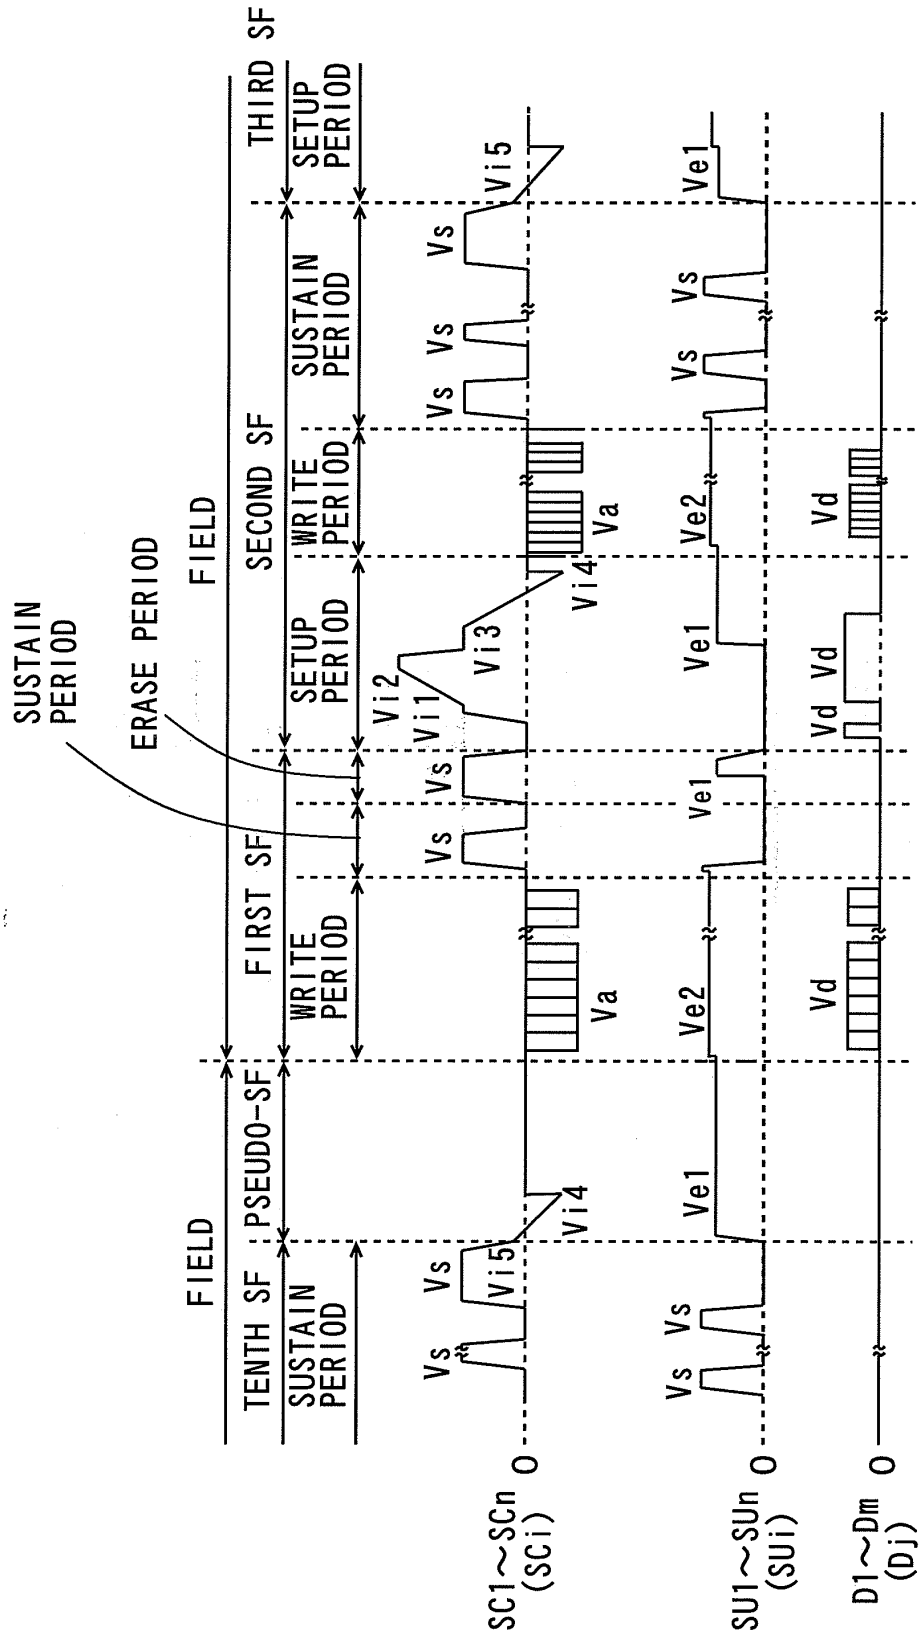 FIELD
FIELD
TENTH SF
PSEUDO-SF
FIRST SF
SECOND SF
THIRD SF
SUSTAIN
PERIOD
WRITE
PERIOD
SUSTAIN
PERIOD
ERASE PERIOD
SETUP
PERIOD
WRITE
PERIOD
SUSTAIN
PERIOD
SETUP
PERIOD
SC1~SCn
(SCi)
0
Vs
Vs
Vi5
Vi4
Va
Vs
Vs
Vi1
Vi2
Vi3
Vi4
Va
Vs
Vs
Vs
Vi5
SU1~SUn
(SUi)
0
Vs
Vs
Ve1
Ve2
Ve1
Ve1
Ve2
Vs
Vs
Ve1
D1~Dm
(Dj)
0
Vd
Vd
Vd
Vd